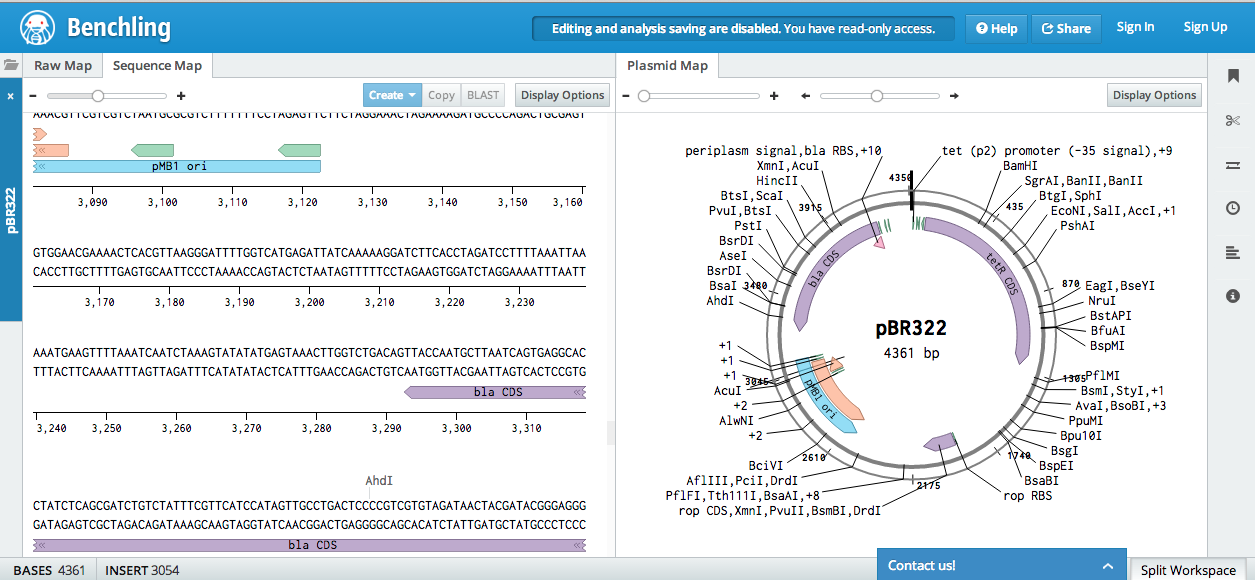 Benchling
Editing and analysis saving are disabled. You have read-only access.
Help
Share
Sign In
Sign Up
Raw Map
Sequence Map
Plasmid Map
Create
Copy
BLAST
Display Options
Display Options
pBR322
pMB1 ori
3,090 3,100 3,110 3,120 3,130 3,140 3,150 3,160
GTGGAACGAAAACTCACGTTAAGGGATTTTGGTCATGAGATTATCAAAAAGGATCTTCACCTAGATCCTTTTAAATTAA
CACCTTGCTTTTGAGTGCAATTCCCTAAAACCAGTACTCTAATAGTTTTTCCTAGAAGTGGATCTAGGAAAATTTAATT
3,170 3,180 3,190 3,200 3,210 3,220 3,230
AAATGAAGTTTTAAATCAATCTAAAGTATATATGAGTAAACTTGGTCTGACAGTTACCAATGCTTAATCAGTGAGGCAC
TTTACTTCAAAATTTAGTTAGATTTCATATATACTCATTTGAACCAGACTGTCAATGGTTACGAATTAGTCACTCCGTG
bla CDS
3,240 3,250 3,260 3,270 3,280 3,290 3,300 3,310
AhdI
CTATCTCAGCGATCTGTCTATTTCGTTCATCCATAGTTGCCTGACTCCCCGTCGTGTAGATAACTACGATACGGGAGGG
GATAGAGTCGCTAGACAGATAAAGCAAGTAGGTATCAACGGACTGAGGGGCAGCACATCTATTGATGCTATGCCCTCCC
bla CDS
periplasm signal,bla RBS,+10
XmnI,AcuI
HincII
BtsI,ScaI
PvuI,BtsI
PstI
BsrDI
AseI
BsrDI
BsaI
AhdI
+1
+1
+1
AcuI
+2
AlwNI
+2
BciVI
AflIII,PciI,DrdI
PflFI,Tth111I,BsaAI,+8
rop CDS,XmnI,PvuII,BsmBI,DrdI
tet (p2) promoter (-35 signal),+9
BamHI
SgrAI,BanII,BanII
BtgI,SphI
EcoNI,SalI,AccI,+1
PshAI
EagI,BseYI
NruI
BstAPI
BfuAI
BspMI
PflMI
BsmI,StyI,+1
AvaI,BsoBI,+3
PpuMI
Bpu10I
BsgI
BspEI
BsaBI
rop RBS
4350
435
870
1305
1740
2175
2610
3045
3480
3915
bla CDS
tetR CDS
pMB1 ori
pBR322
4361 bp
BASES 4361
INSERT 3054
Contact us!
Split Workspace